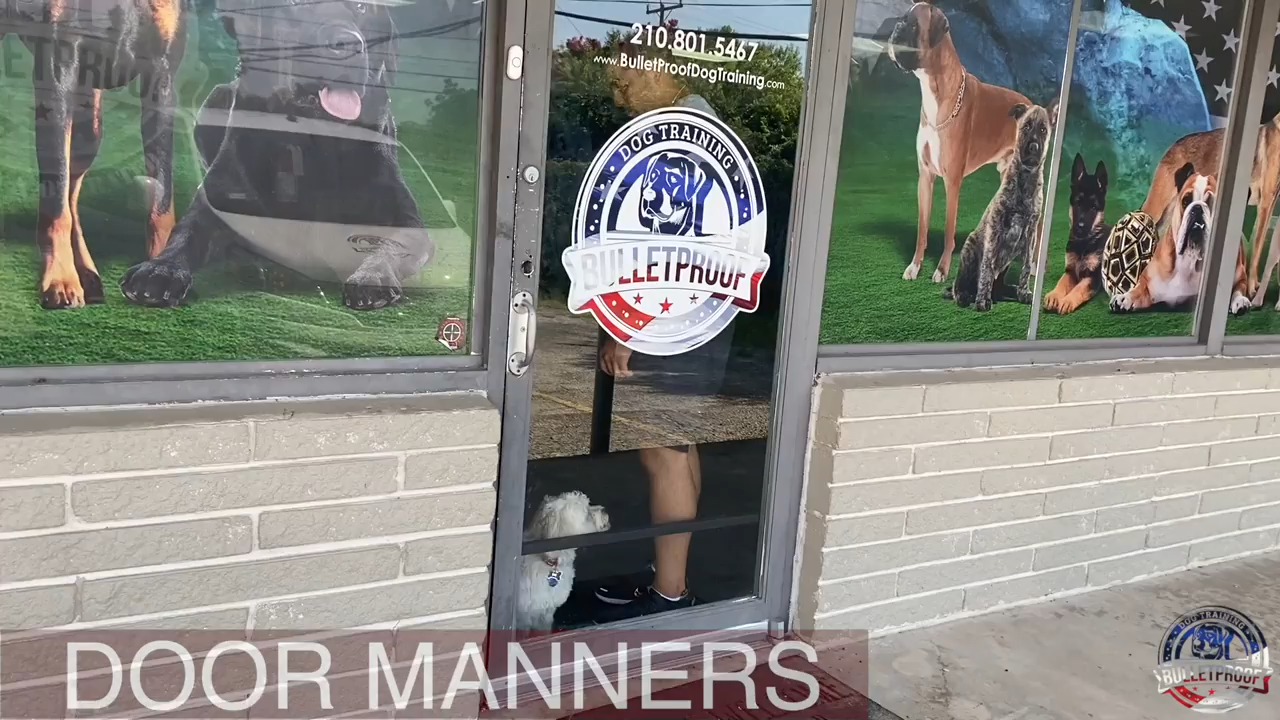 210.801.5467
www.BulletProofDogTraining.com
DOG TRAINING
BULLETPROOF
DOOR MANNERS
DOG TRAINING
BULLETPROOF